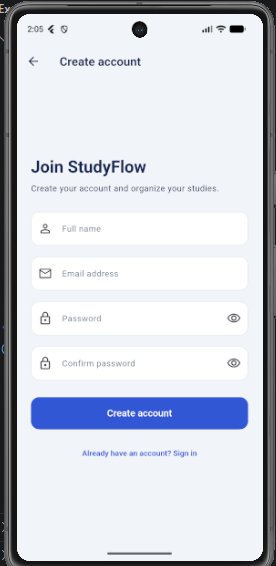 2:05
Create account
Join StudyFlow
Create your account and organize your studies.
Full name
Email address
Password
Confirm password
Create account
Already have an account? Sign in